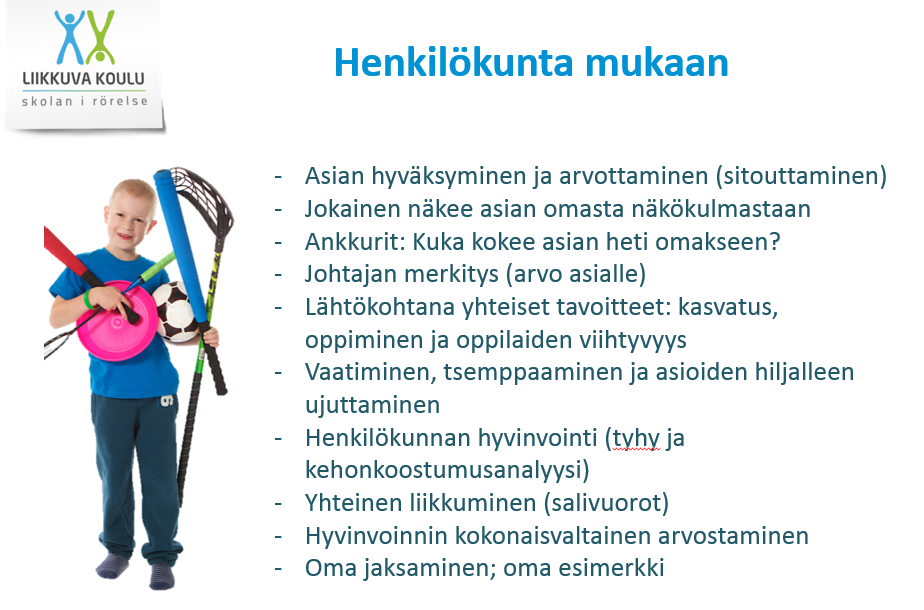 LIIKKUVA KOULU
skolan i rörelse
Henkilökunta mukaan
- Asian hyväksyminen ja arvottaminen (sitouttaminen)
- Jokainen näkee asian omasta näkökulmastaan
- Ankkurit: Kuka kokee asian heti omakseen?
- Johtajan merkitys (arvo asialle)
- Lähtökohtana yhteiset tavoitteet: kasvatus,
oppiminen ja oppilaiden viihtyvyys
- Vaatiminen, tsemppaaminen ja asioiden hiljalleen
ujuttaminen
- Henkilökunnan hyvinvointi (tyhy ja
kehonkoostumusanalyysi)
- Yhteinen liikkuminen (salivuorot)
- Hyvinvoinnin kokonaisvaltainen arvostaminen
- Oma jaksaminen; oma esimerkki